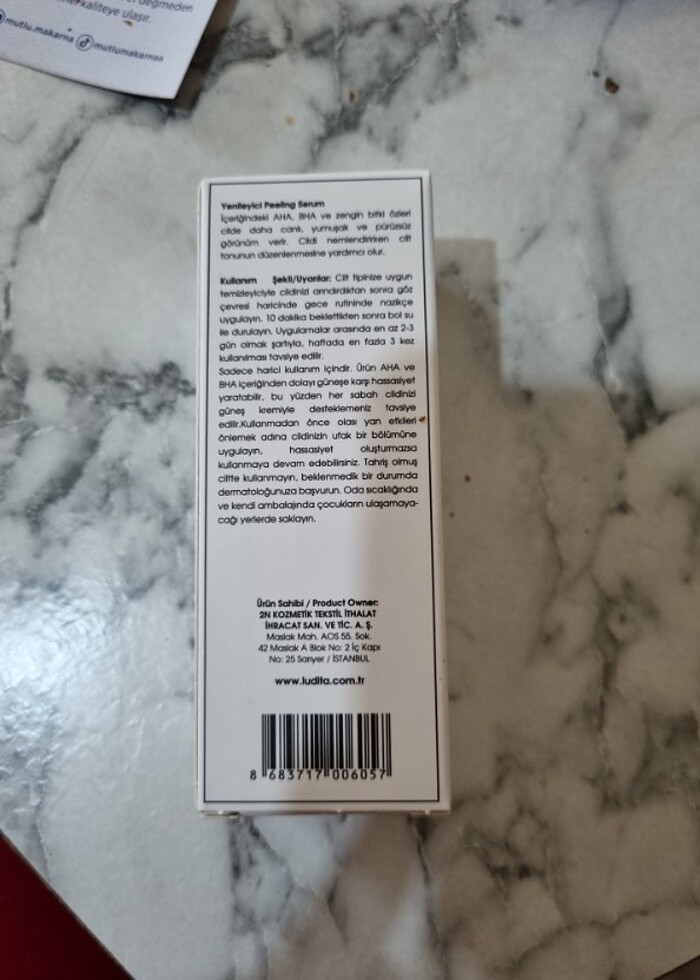 değmeden
kaliteye ulaşır.
mutlu.makarna mutlumakarnaa
Yenileyici Peeling Serum
İçeriğindeki AHA, BHA ve zengin bitki özleri
cilde daha canlı, yumuşak ve pürüzsüz
görünüm verir. Cildi nemlendirirken cilt
tonunun düzenlenmesine yardımcı olur.
Kullanım Şekli/Uyarılar: Cilt tipinize uygun
temizleyiciyle cildinizi arındırdıktan sonra göz
çevresi haricinde gece rutininde nazikçe
uygulayın. 10 dakika beklettikten sonra bol su
ile durulayın. Uygulamalar arasında en az 2-3
gün olmak şartıyla, haftada en fazla 3 kez
kullanılması tavsiye edilir.
Sadece harici kullanım içindir. Ürün AHA ve
BHA içeriğinden dolayı güneşe karşı hassasiyet
yaratabilir, bu yüzden her sabah cildinizi
güneş kremiyle desteklemeniz tavsiye
edilir.Kullanmadan önce olası yan etkileri
önlemek adına cildinizin ufak bir bölümüne
uygulayın, hassasiyet oluşturmazsa
kullanmaya devam edebilirsiniz. Tahriş olmuş
ciltte kullanmayın, beklenmedik bir durumda
dermatoloğunuza başvurun. Oda sıcaklığında
ve kendi ambalajında çocukların ulaşamaya-
cağı yerlerde saklayın.
Ürün Sahibi / Product Owner:
2N KOZMETİK TEKSTİL İTHALAT
İHRACAT SAN. VE TİC. A. Ş.
Maslak Mah. AOS 55. Sok.
42 Maslak A Blok No: 2 İç Kapı
No: 25 Sarıyer / İSTANBUL
www.ludita.com.tr
8 683717 006057